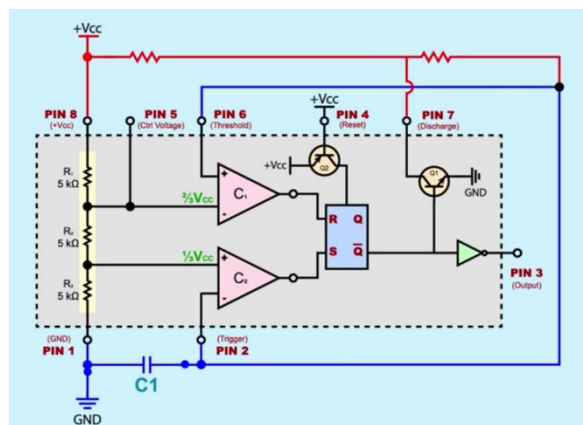 +Vcc
PIN 8
(+Vcc)
PIN 5
(Ctrl Voltage)
PIN 6
(Threshold)
+Vcc
PIN 4
(Reset)
PIN 7
(Discharge)
R₁
5 kΩ
⅔Vcc
C₁
+
-
+Vcc
Q2
Q1
GND
R Q
S Q̅
R₂
5 kΩ
⅓Vcc
C₂
+
-
5 kΩ
PIN 3
(Output)
(GND)
PIN 1
(Trigger)
PIN 2
C1
GND